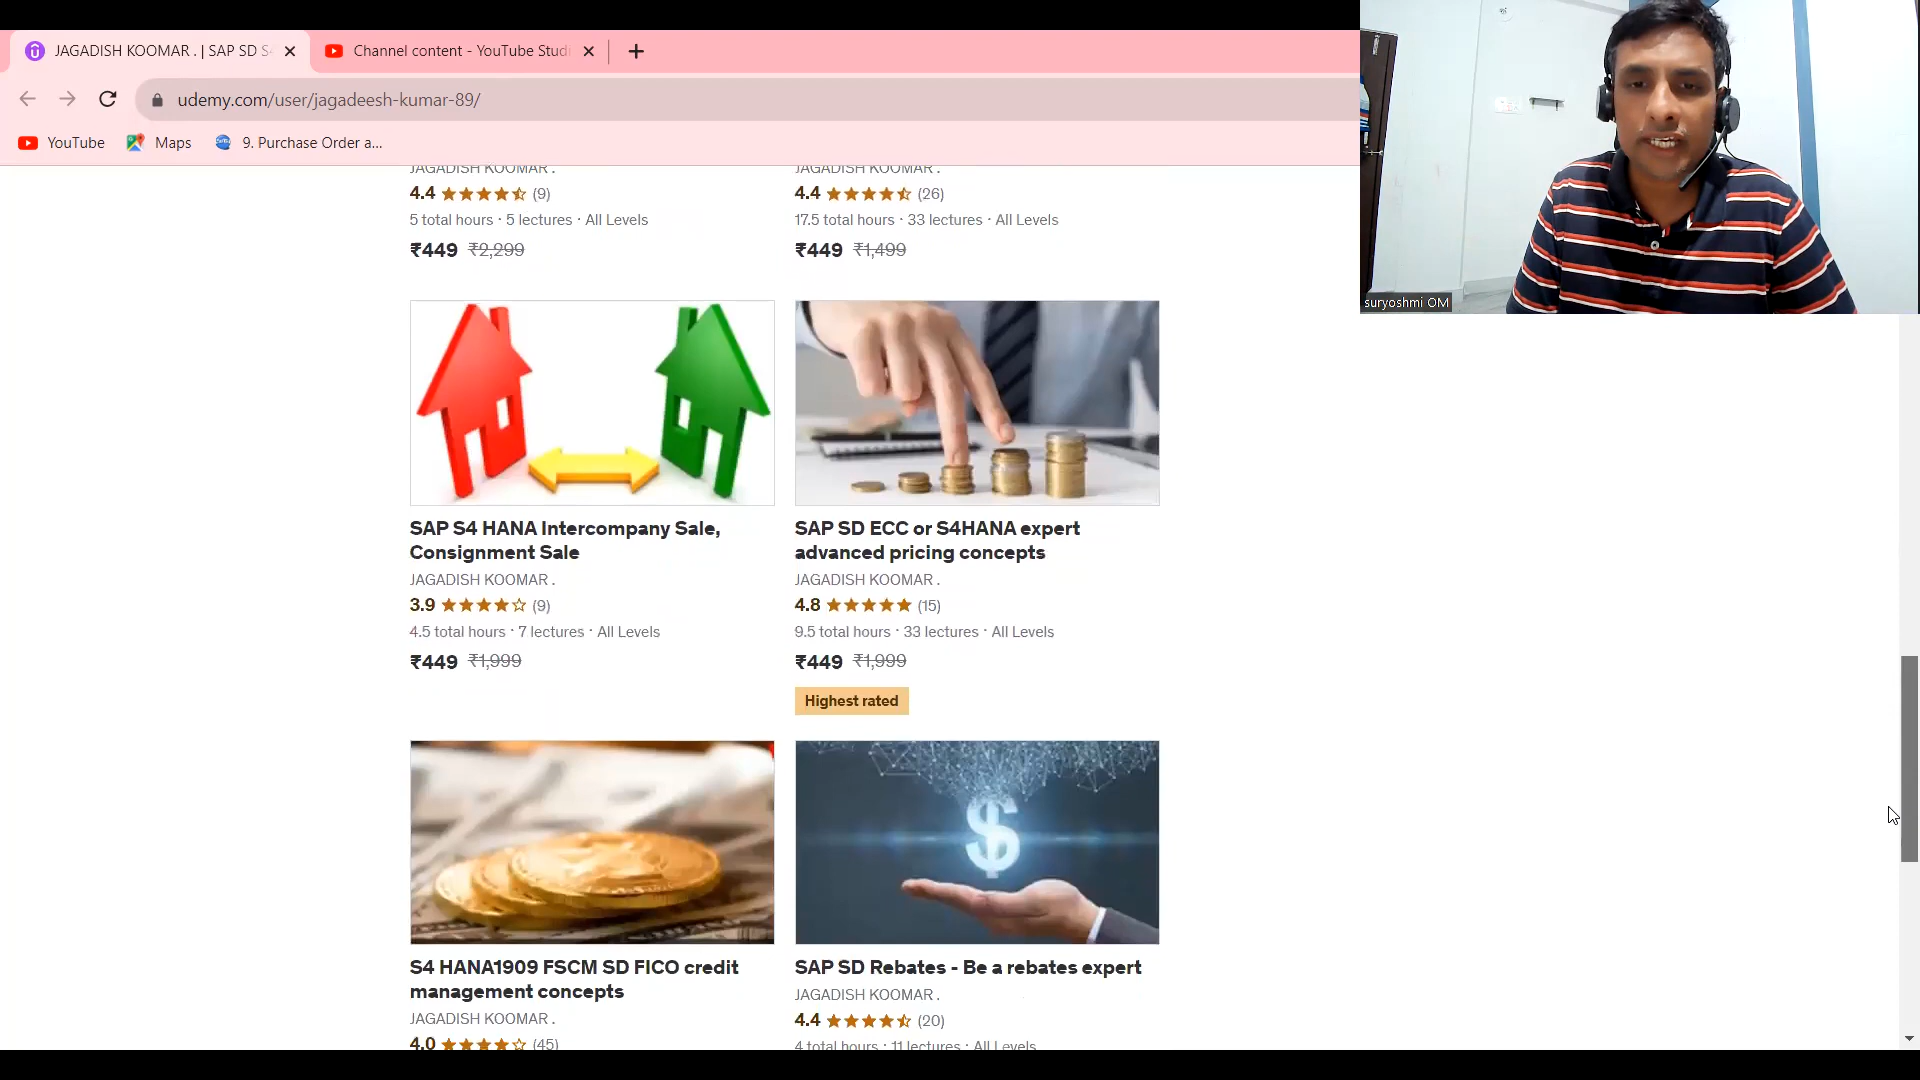 JAGADISH KOOMAR . | SAP SD S
Channel content - YouTube Stud
udemy.com/user/jagadeesh-kumar-89/
YouTube
Maps
9. Purchase Order a...
JAGADISH KOOMAR .
4.4 (9)
5 total hours · 5 lectures · All Levels
₹449 ₹2,299
JAGADISH KOOMAR .
4.4 (26)
17.5 total hours · 33 lectures · All Levels
₹449 ₹1,499
suryoshmi OM
SAP S4 HANA Intercompany Sale,
Consignment Sale
JAGADISH KOOMAR .
3.9 (9)
4.5 total hours · 7 lectures · All Levels
₹449 ₹1,999
SAP SD ECC or S4HANA expert
advanced pricing concepts
JAGADISH KOOMAR .
4.8 (15)
9.5 total hours · 33 lectures · All Levels
₹449 ₹1,999
Highest rated
S4 HANA1909 FSCM SD FICO credit
management concepts
JAGADISH KOOMAR .
4.0 (45)
SAP SD Rebates - Be a rebates expert
JAGADISH KOOMAR .
4.4 (20)
4 total hours · 11 lectures · All Levels